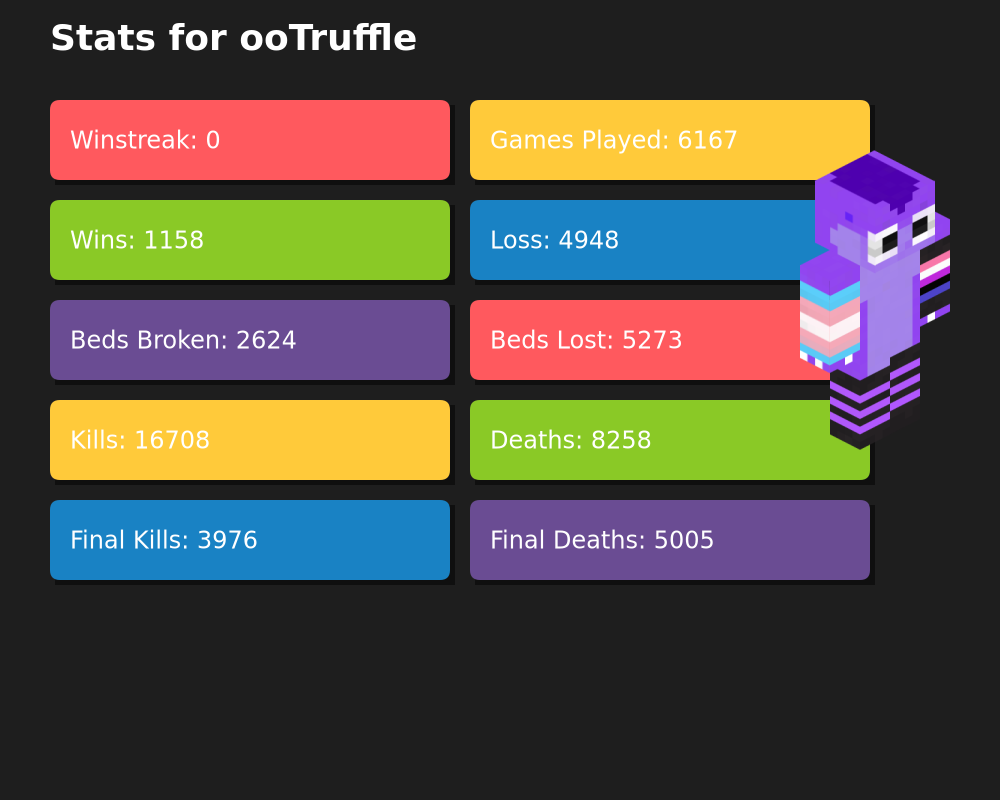 Stats for ooTruffle
Winstreak: 0
Games Played: 6167
Wins: 1158
Loss: 4948
Beds Broken: 2624
Beds Lost: 5273
Kills: 16708
Deaths: 8258
Final Kills: 3976
Final Deaths: 5005